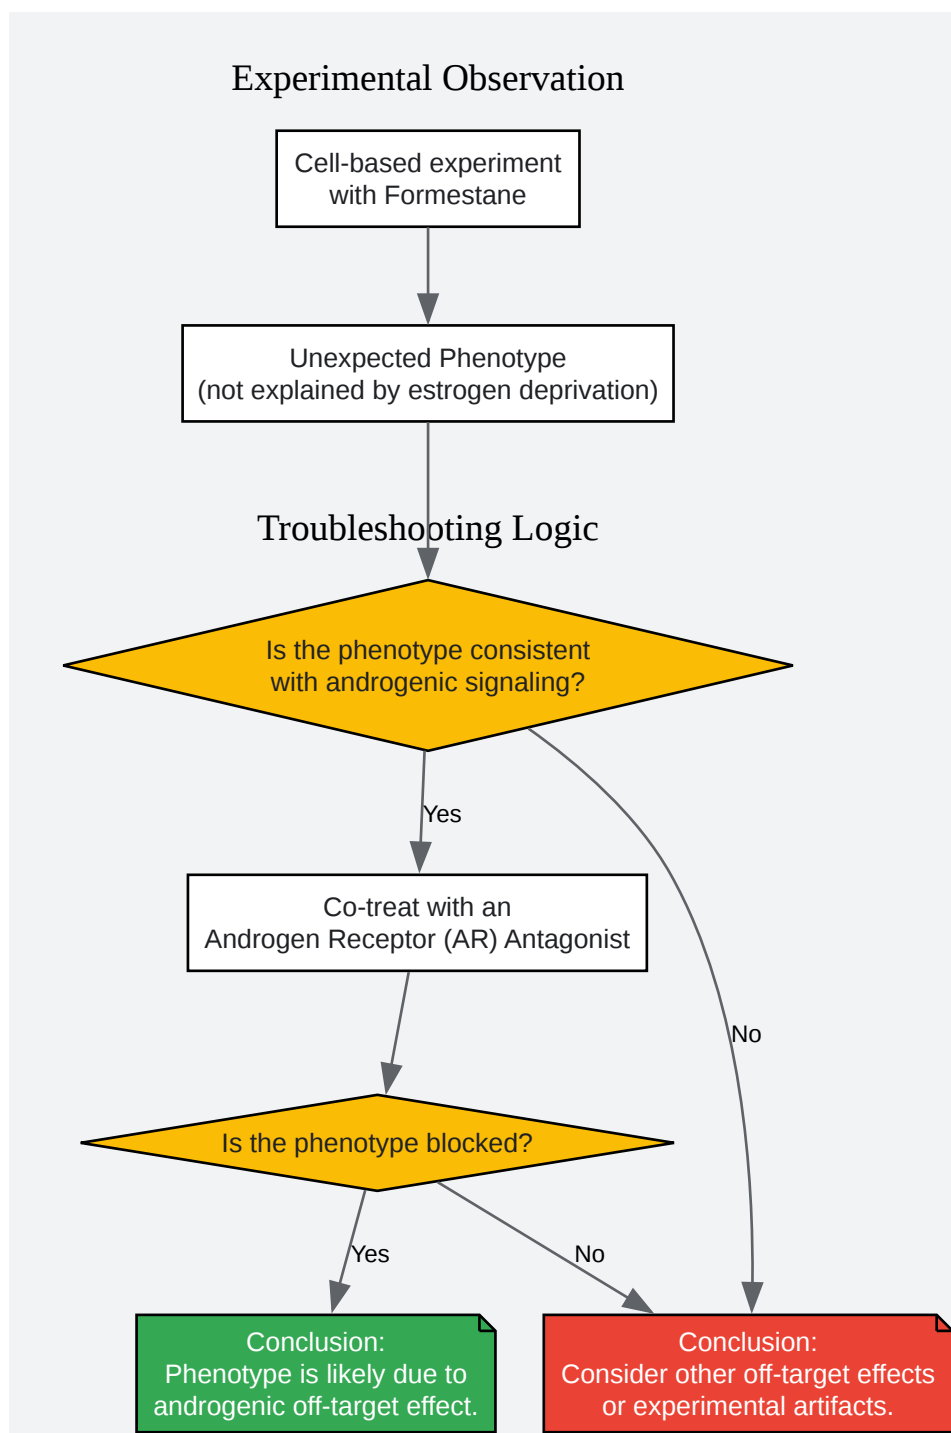 Experimental Observation
Cell-based experiment
with Formestane
Unexpected Phenotype
(not explained by estrogen deprivation)
Troubleshooting Logic
Is the phenotype consistent
with androgenic signaling?
Yes
Co-treat with an
Androgen Receptor (AR) Antagonist
No
Is the phenotype blocked?
Yes
No
Conclusion:
Phenotype is likely due to
androgenic off-target effect.
Conclusion:
Consider other off-target effects
or experimental artifacts.